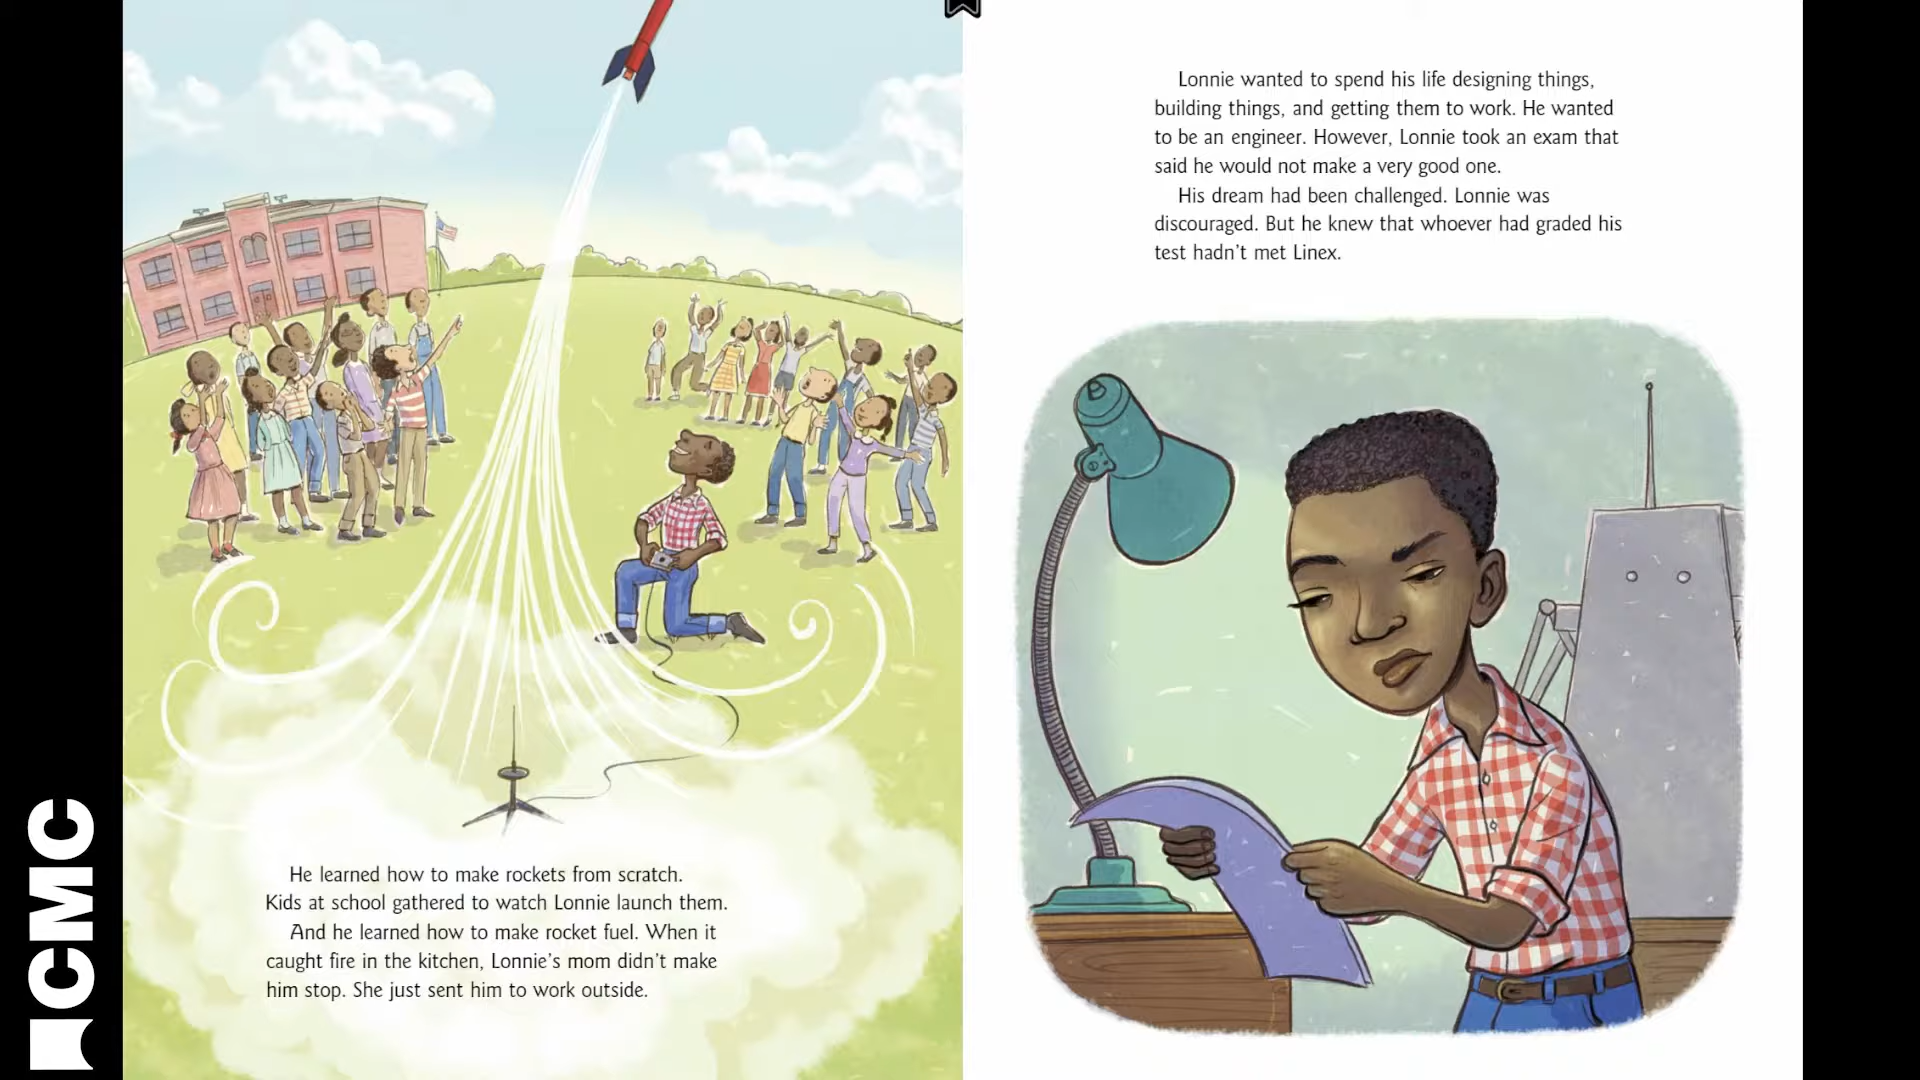 He learned how to make rockets from scratch.
Kids at school gathered to watch Lonnie launch them.
And he learned how to make rocket fuel. When it
caught fire in the kitchen, Lonnie's mom didn't make
him stop. She just sent him to work outside.
Lonnie wanted to spend his life designing things,
building things, and getting them to work. He wanted
to be an engineer. However, Lonnie took an exam that
said he would not make a very good one.
His dream had been challenged. Lonnie was
discouraged. But he knew that whoever had graded his
test hadn't met Linex.
CMC